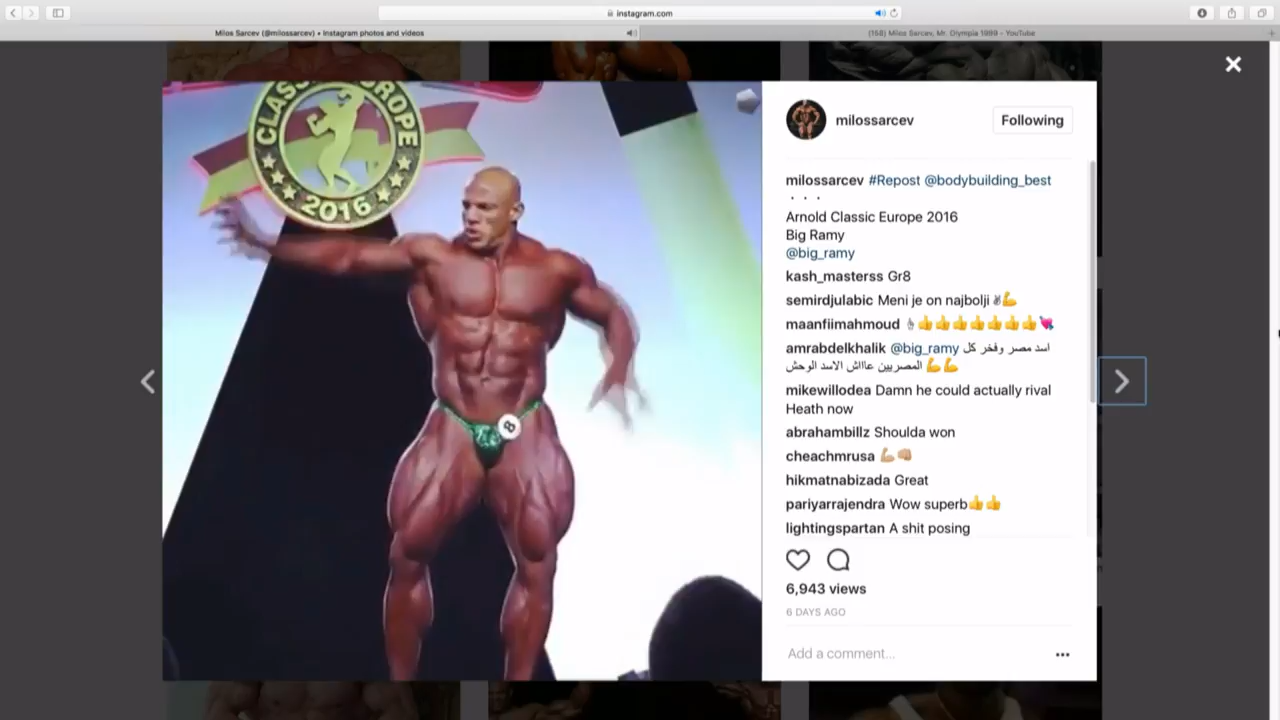 instagram.com
Milos Sarcev (@milossarcev) • Instagram photos and videos
(158) Milos Sarcev, Mr. Olympia 1999 - YouTube
CLASSIC EUROPE
2016
8
milossarcev
Following
milossarcev #Repost @bodybuilding_best
・・・
Arnold Classic Europe 2016
Big Ramy
@big_ramy
kash_masterss Gr8
semirdjulabic Meni je on najbolji ✌💪
maanfiimahmoud 👌👍👍👍👍👍👍👍💘
amrabdelkhalik @big_ramy اسد مصر وفخر كل
المصريين عاااش الاسد الوحش 💪💪
mikewillodea Damn he could actually rival
Heath now
abrahambillz Shoulda won
cheachmrusa 💪🏼👊🏼
hikmatnabizada Great
pariyarrajendra Wow superb👍👍
lightingspartan A shit posing
6,943 views
6 DAYS AGO
Add a comment...